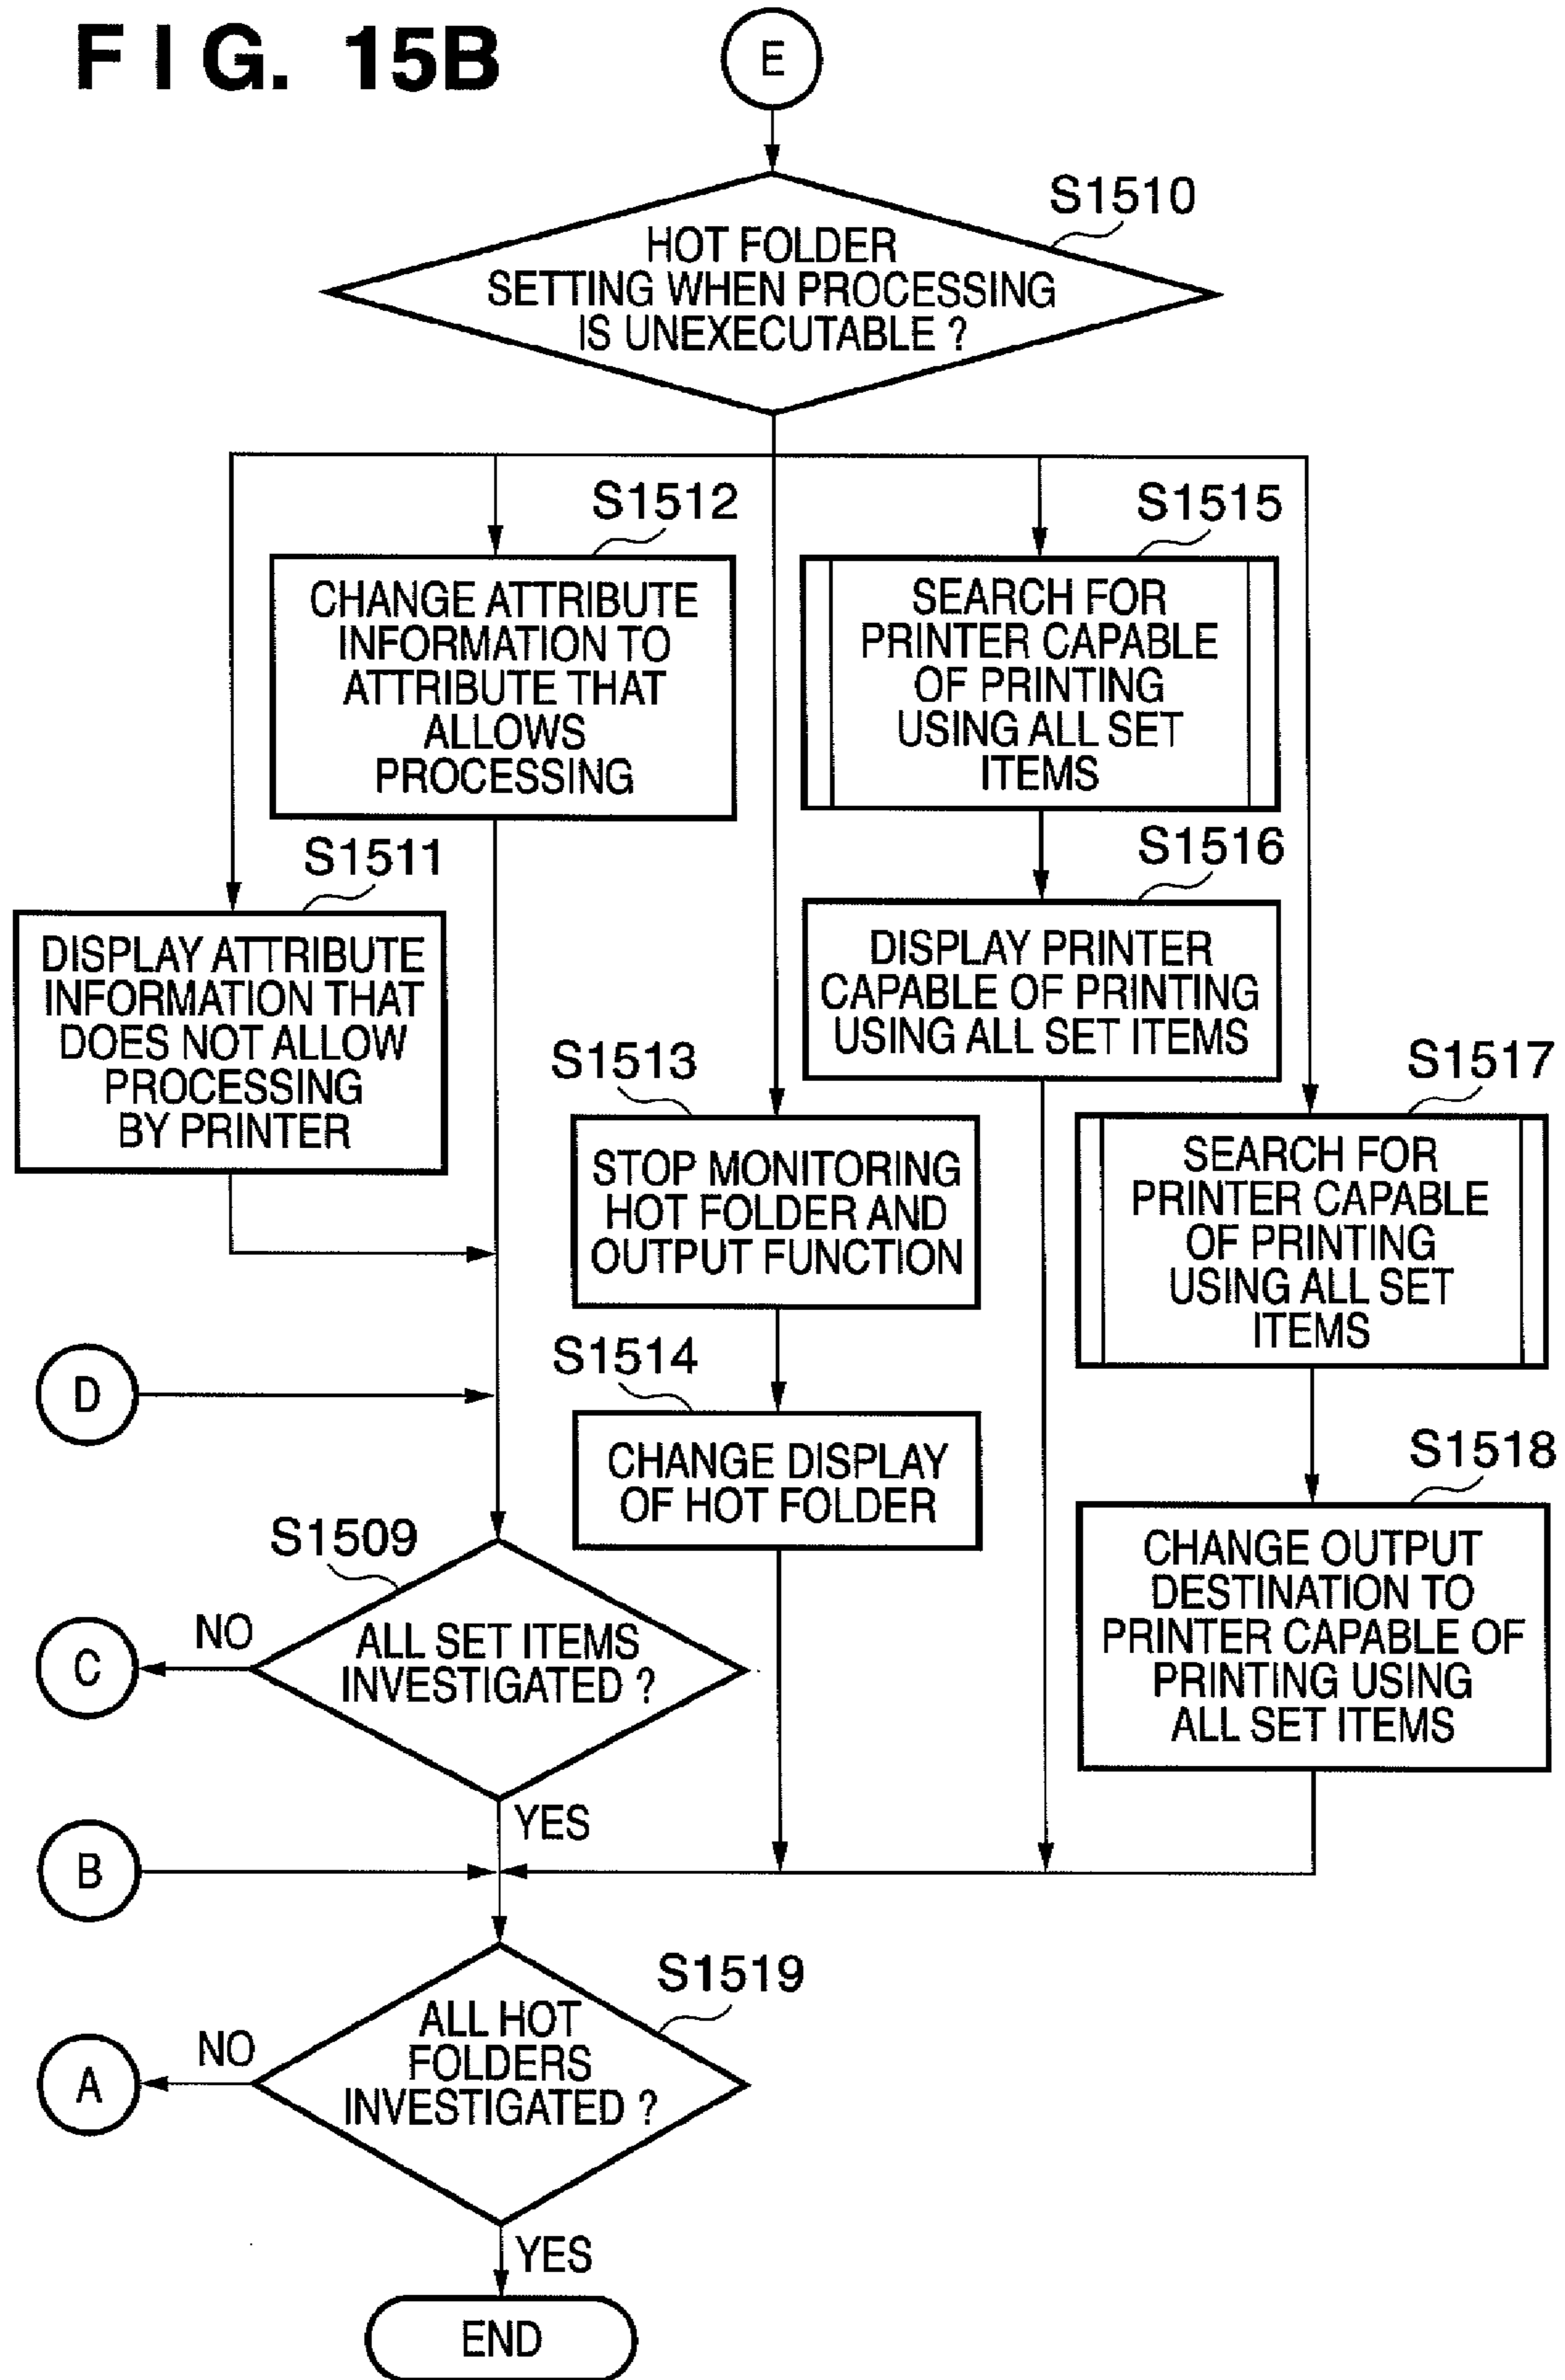 FIG. 15B
E
S1510
HOT FOLDER
SETTING WHEN PROCESSING
IS UNEXECUTABLE ?
S1512
CHANGE ATTRIBUTE
INFORMATION TO
ATTRIBUTE THAT
ALLOWS
PROCESSING
S1515
SEARCH FOR
PRINTER CAPABLE
OF PRINTING
USING ALL SET
ITEMS
S1511
DISPLAY ATTRIBUTE
INFORMATION THAT
DOES NOT ALLOW
PROCESSING
BY PRINTER
S1516
DISPLAY PRINTER
CAPABLE OF PRINTING
USING ALL SET ITEMS
S1513
STOP MONITORING
HOT FOLDER AND
OUTPUT FUNCTION
S1517
SEARCH FOR
PRINTER CAPABLE
OF PRINTING
USING ALL SET
ITEMS
D
S1514
CHANGE DISPLAY
OF HOT FOLDER
S1518
CHANGE OUTPUT
DESTINATION TO
PRINTER CAPABLE OF
PRINTING USING
ALL SET ITEMS
S1509
ALL SET ITEMS
INVESTIGATED ?
NO
C
YES
B
S1519
ALL HOT
FOLDERS
INVESTIGATED ?
NO
A
YES
END